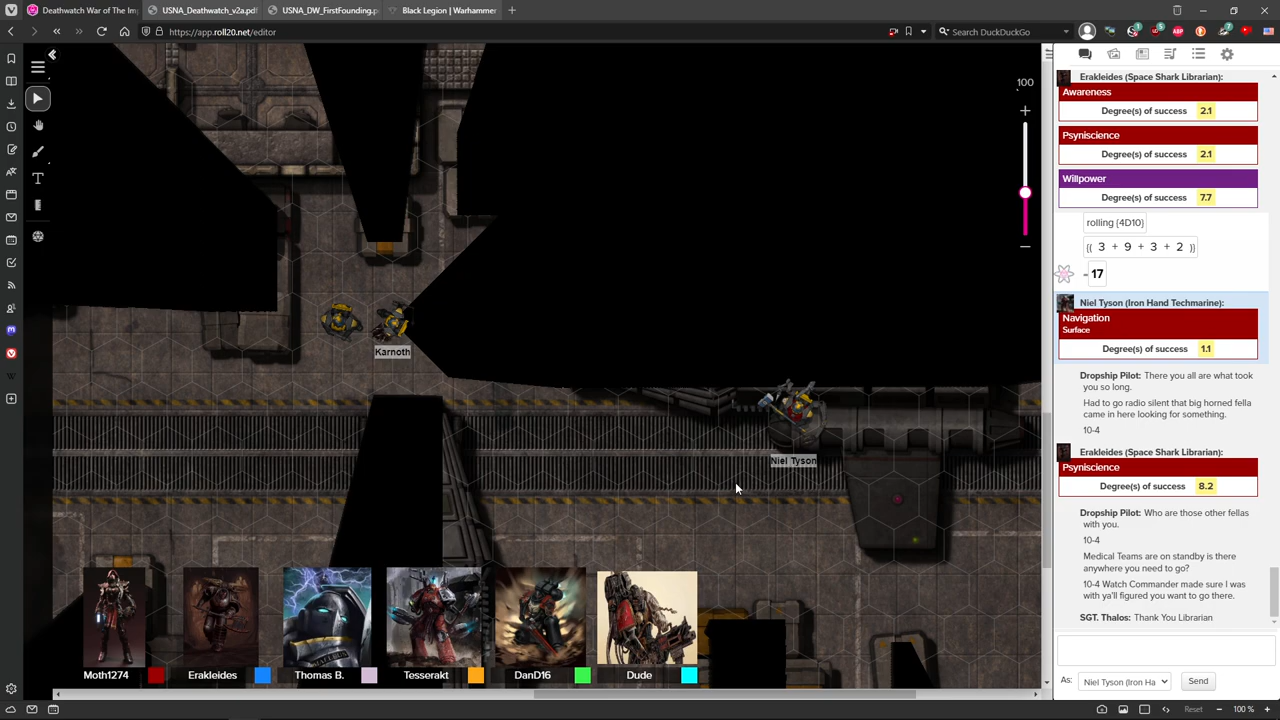 Deathwatch War of The Im
USNA_Deathwatch_v2a.pdf
USNA_DW_FirstFounding.
Black Legion | Warhammer
https://app.roll20.net/editor
Search DuckDuckGo
100
Karnoth
Niel Tyson
Moth1274
Erakleides
Thomas B.
Tesserakt
DanD16
Dude
Erakleides (Space Shark Librarian):
Awareness
Degree(s) of success 2.1
Psyniscience
Degree(s) of success 2.1
Willpower
Degree(s) of success 7.7
rolling {4D10}
{( 3 + 9 + 3 + 2 )}
=17
Niel Tyson (Iron Hand Techmarine):
Navigation
Surface
Degree(s) of success 1.1
Dropship Pilot: There you all are what took
you so long.
Had to go radio silent that big horned fella
came in here looking for something.
10-4
Erakleides (Space Shark Librarian):
Psyniscience
Degree(s) of success 8.2
Dropship Pilot: Who are those other fellas
with you.
10-4
Medical Teams are on standby is there
anywhere you need to go?
10-4 Watch Commander made sure I was
with ya'll figured you want to go there.
SGT. Thalos: Thank You Librarian
As: Niel Tyson (Iron Ha
Send
Reset
100 %